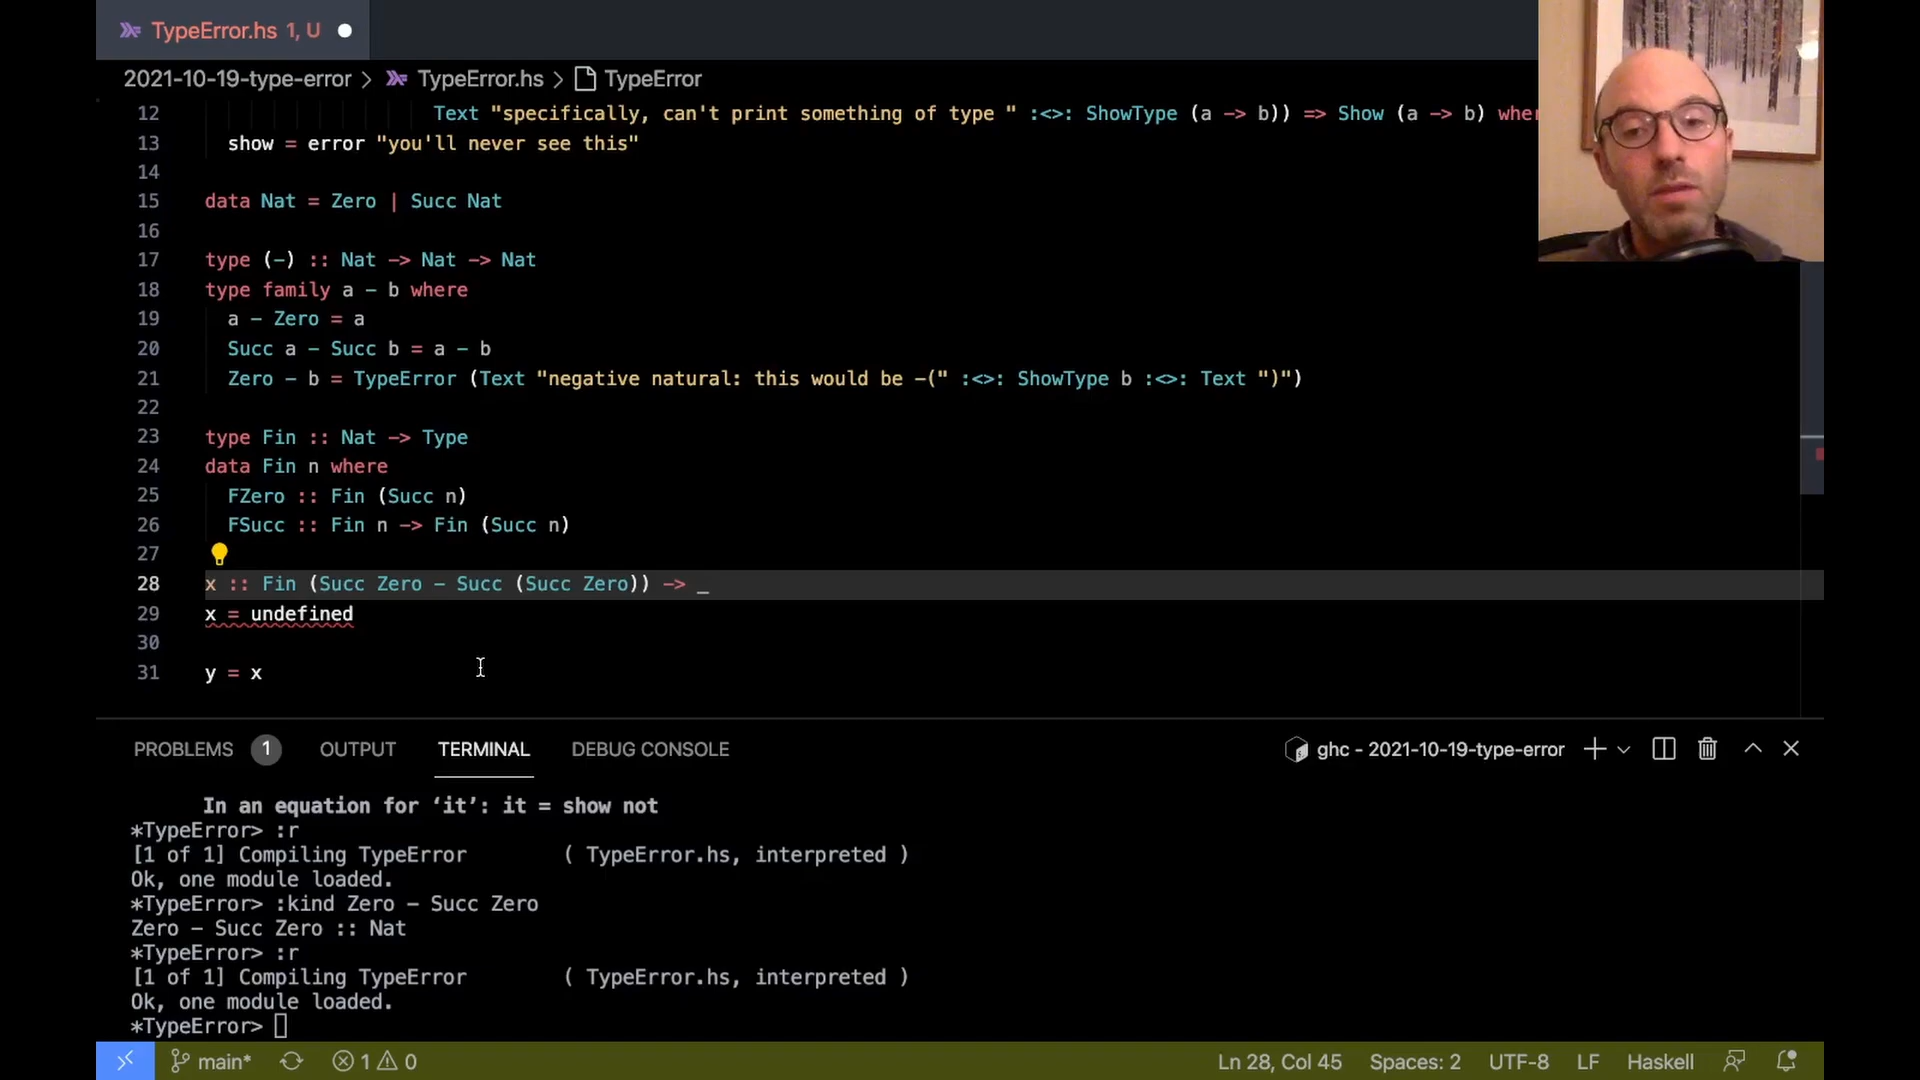 TypeError.hs 1, U
2021-10-19-type-error > TypeError.hs > TypeError
12 Text "specifically, can't print something of type " :<>: ShowType (a -> b)) => Show (a -> b) wher
13 show = error "you'll never see this"
14
15 data Nat = Zero | Succ Nat
16
17 type (-) :: Nat -> Nat -> Nat
18 type family a - b where
19 a - Zero = a
20 Succ a - Succ b = a - b
21 Zero - b = TypeError (Text "negative natural: this would be -(" :<>: ShowType b :<>: Text ")")
22
23 type Fin :: Nat -> Type
24 data Fin n where
25 FZero :: Fin (Succ n)
26 FSucc :: Fin n -> Fin (Succ n)
27
28 x :: Fin (Succ Zero - Succ (Succ Zero)) -> _
29 x = undefined
30
31 y = x
PROBLEMS 1 OUTPUT TERMINAL DEBUG CONSOLE ghc - 2021-10-19-type-error
In an equation for ‘it’: it = show not
*TypeError> :r
[1 of 1] Compiling TypeError ( TypeError.hs, interpreted )
Ok, one module loaded.
*TypeError> :kind Zero - Succ Zero
Zero - Succ Zero :: Nat
*TypeError> :r
[1 of 1] Compiling TypeError ( TypeError.hs, interpreted )
Ok, one module loaded.
*TypeError>
main* 1 0 Ln 28, Col 45 Spaces: 2 UTF-8 LF Haskell